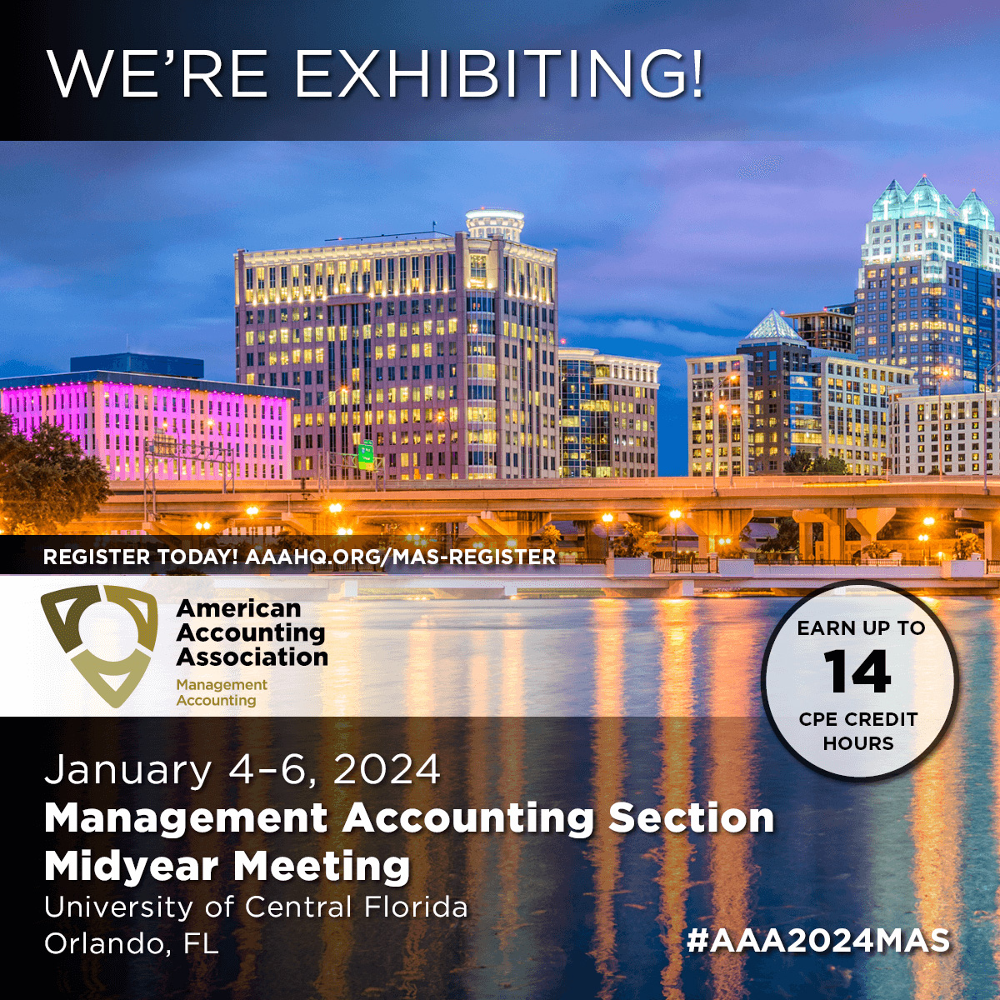 WE'RE EXHIBITING!
REGISTER TODAY! AAAHQ.ORG/MAS-REGISTER
American
Accounting
Association
Management
Accounting
EARN UP TO
14
CPE CREDIT
HOURS
January 4–6, 2024
Management Accounting Section
Midyear Meeting
University of Central Florida
Orlando, FL
#AAA2024MAS